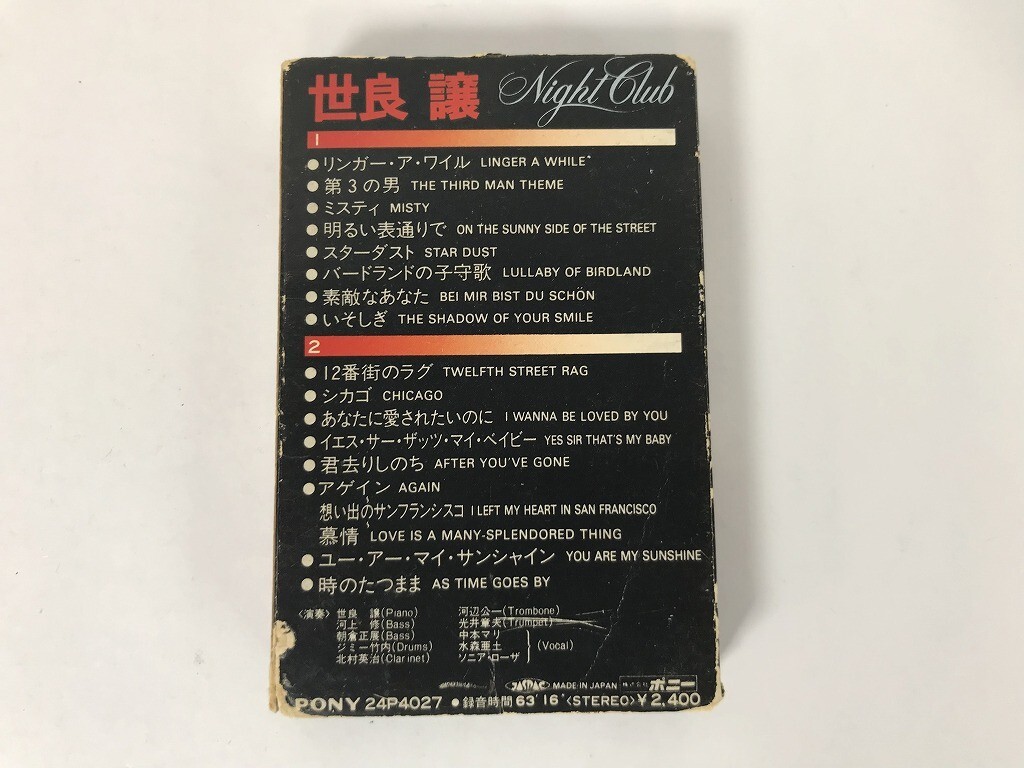 世良 譲 Night Club
1
●リンガー・ア・ワイル LINGER A WHILE
●第3の男 THE THIRD MAN THEME
●ミスティ MISTY
●明るい表通りで ON THE SUNNY SIDE OF THE STREET
●スターダスト STAR DUST
●バードランドの子守歌 LULLABY OF BIRDLAND
●素敵なあなた BEI MIR BIST DU SCHÖN
●いそしぎ THE SHADOW OF YOUR SMILE
2
●12番街のラグ TWELFTH STREET RAG
●シカゴ CHICAGO
●あなたに愛されたいのに I WANNA BE LOVED BY YOU
●イエス・サー・ザッツ・マイ・ベイビー YES SIR THAT'S MY BABY
●君去りしのち AFTER YOU'VE GONE
●アゲイン AGAIN
想い出のサンフランシスコ I LEFT MY HEART IN SAN FRANCISCO
慕情 LOVE IS A MANY-SPLENDORED THING
●ユー・アー・マイ・サンシャイン YOU ARE MY SUNSHINE
●時のたつまま AS TIME GOES BY
〈演奏〉世良 譲(Piano)
河上 修(Bass)
朝倉正展(Bass)
ジミー竹内(Drums)
北村英治(Clarinet)
河辺公一(Trombone)
光井章夫(Trumpet)
中本マリ
水森亜土 (Vocal)
ソニア・ローザ
JASRAC MADE IN JAPAN 株式会社 ポニー
PONY 24P4027 ●録音時間63'16" 〈STEREO〉¥2,400